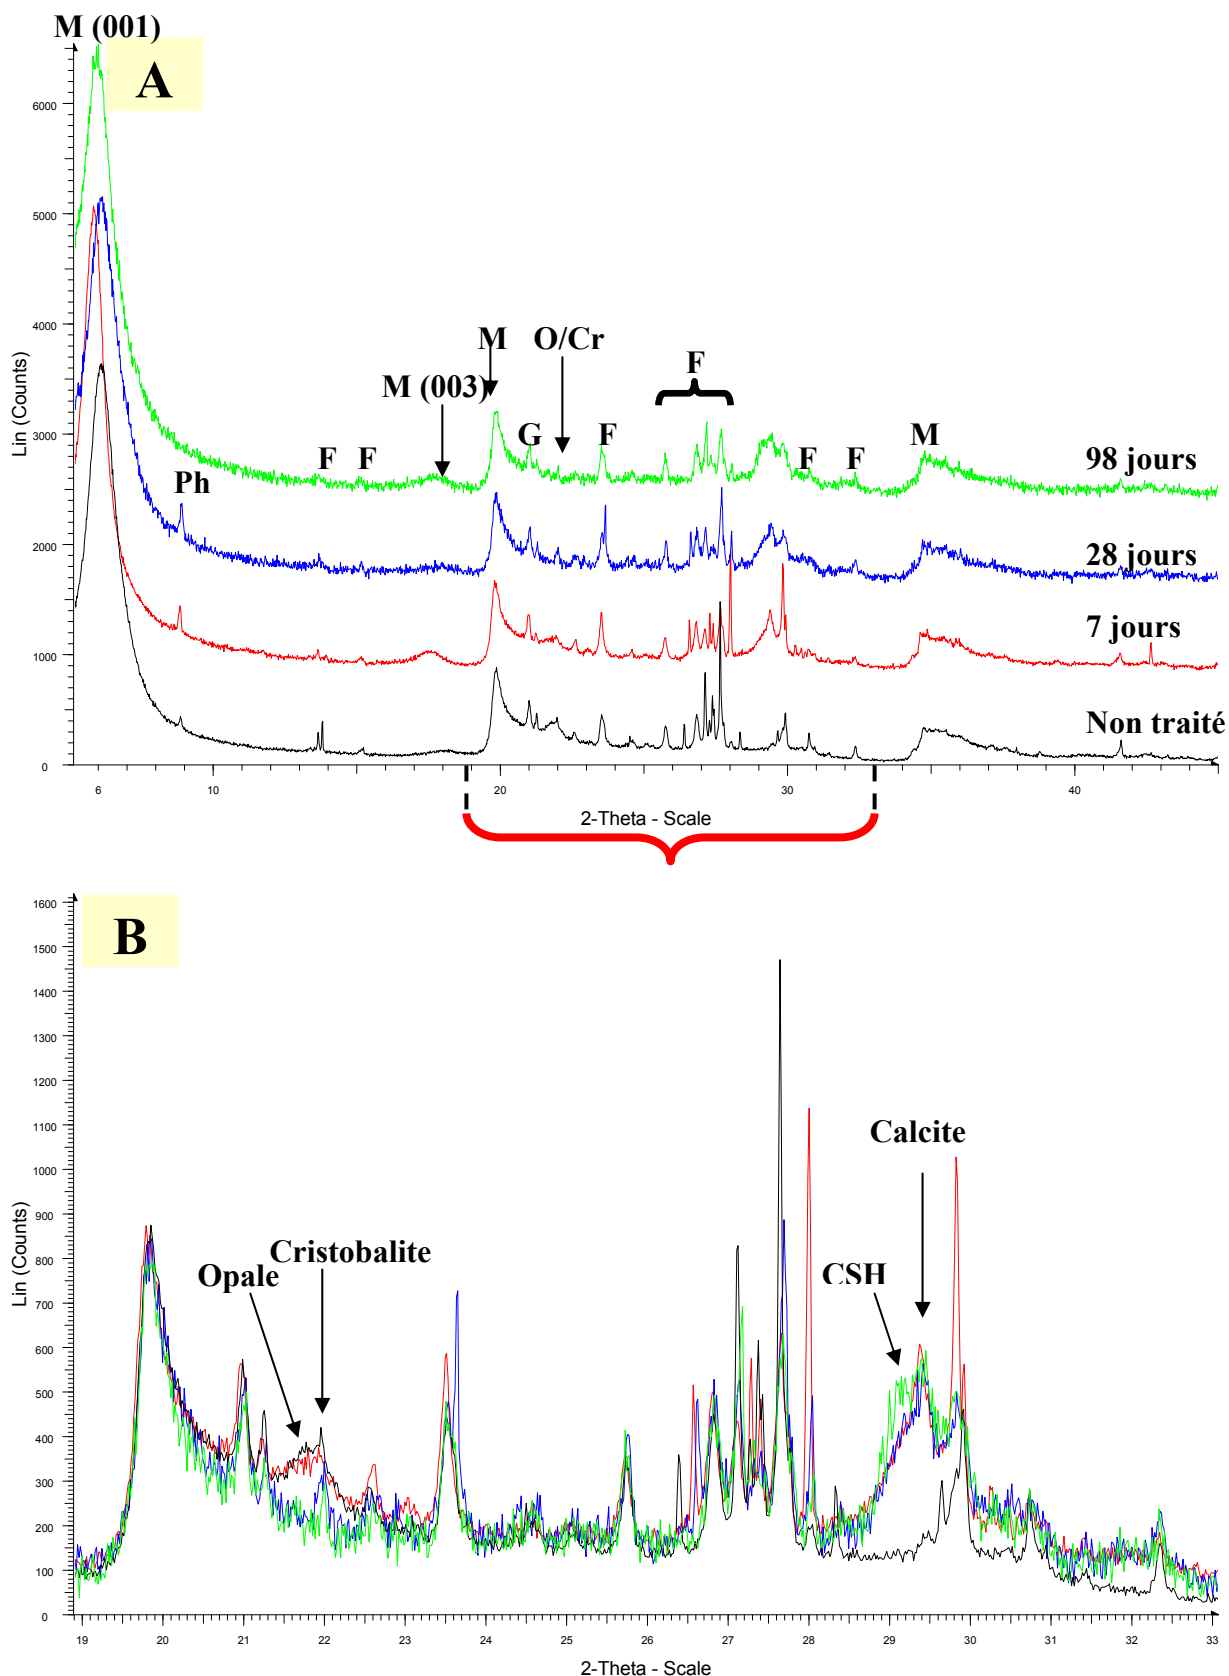 M (001)
A
6000
5000
4000
3000
2000
1000
0
Lin (Counts)
M
O/Cr
F
M (003)
G
F
M
F
F
Ph
F
F
98 jours
28 jours
7 jours
Non traité
6
10
20
30
40
2-Theta - Scale
B
1600
1500
1400
1300
1200
1100
1000
900
800
700
600
500
400
300
200
100
0
Lin (Counts)
Calcite
Cristobalite
Opale
CSH
19
20
21
22
23
24
25
26
27
28
29
30
31
32
33
2-Theta - Scale